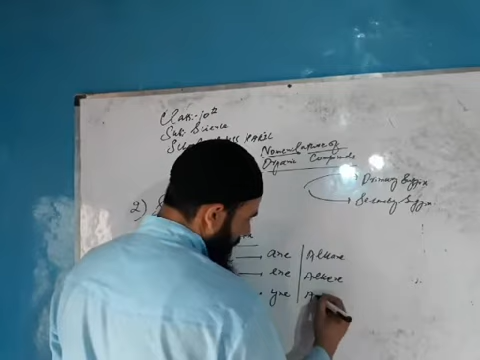 Class:-10th
Sub:- Science
Nomenclature of
Organic Compounds
Primary Suffix
Secondary Suffix
2)
ane | Alkane
ene | Alkene
yne | A